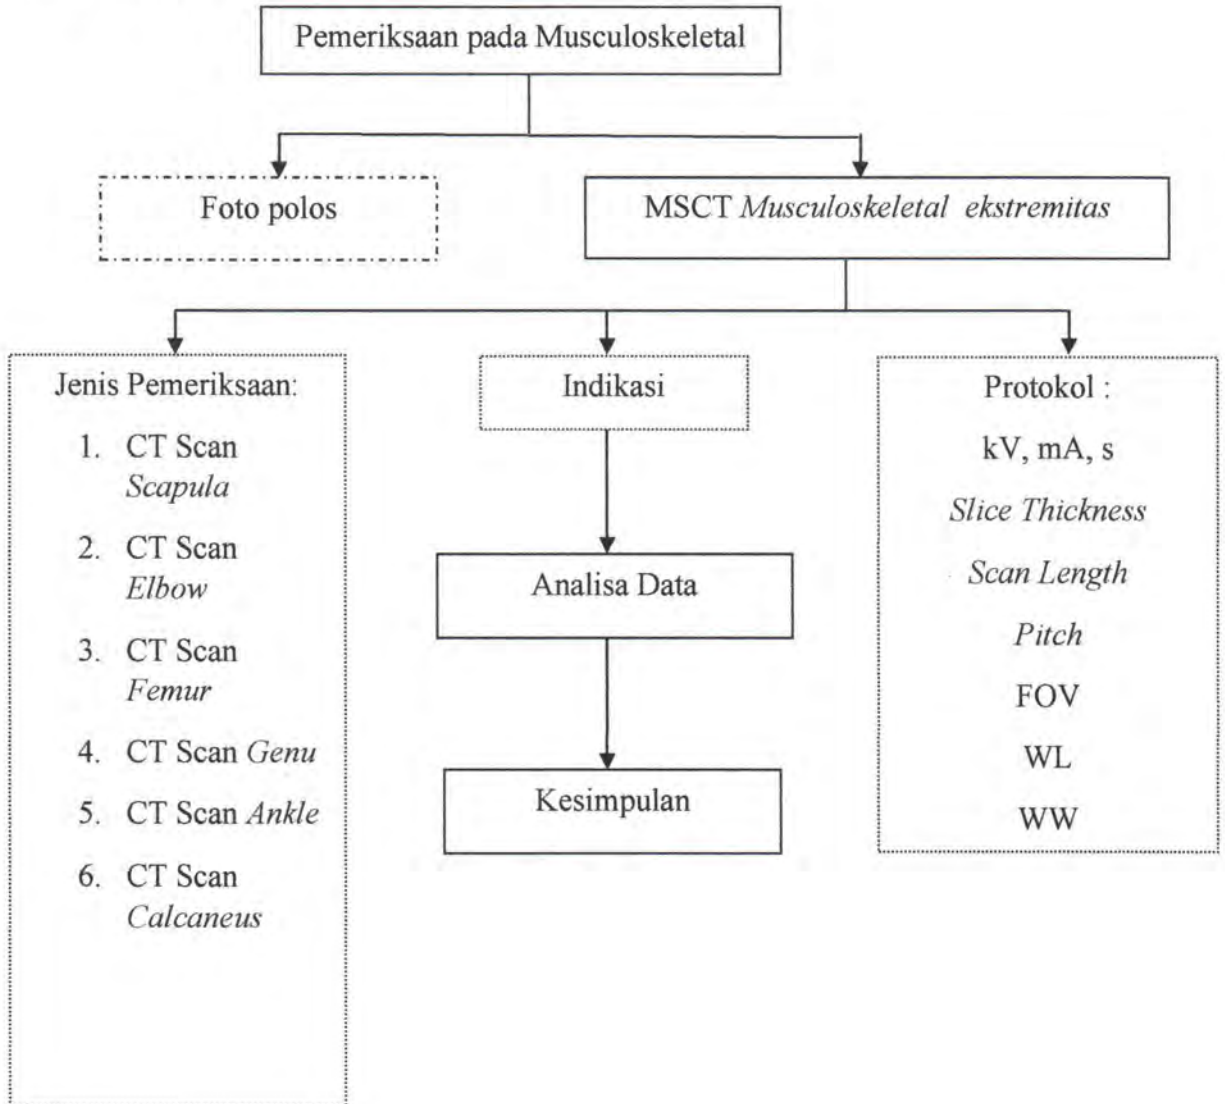 Pemeriksaan pada Musculoskeletal
Foto polos
MSCT Musculoskeletal ekstremitas
Jenis Pemeriksaan:
1. CT Scan
Scapula
2. CT Scan
Elbow
3. CT Scan
Femur
4. CT Scan Genu
5. CT Scan Ankle
6. CT Scan
Calcaneus
Indikasi
Analisa Data
Kesimpulan
Protokol :
kV, mA, s
Slice Thickness
Scan Length
Pitch
FOV
WL
WW